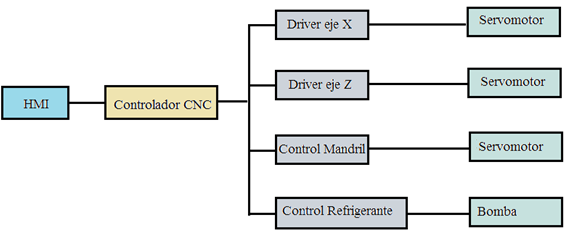 HMI
Controlador CNC
Driver eje X
Servomotor
Driver eje Z
Servomotor
Control Mandril
Servomotor
Control Refrigerante
Bomba